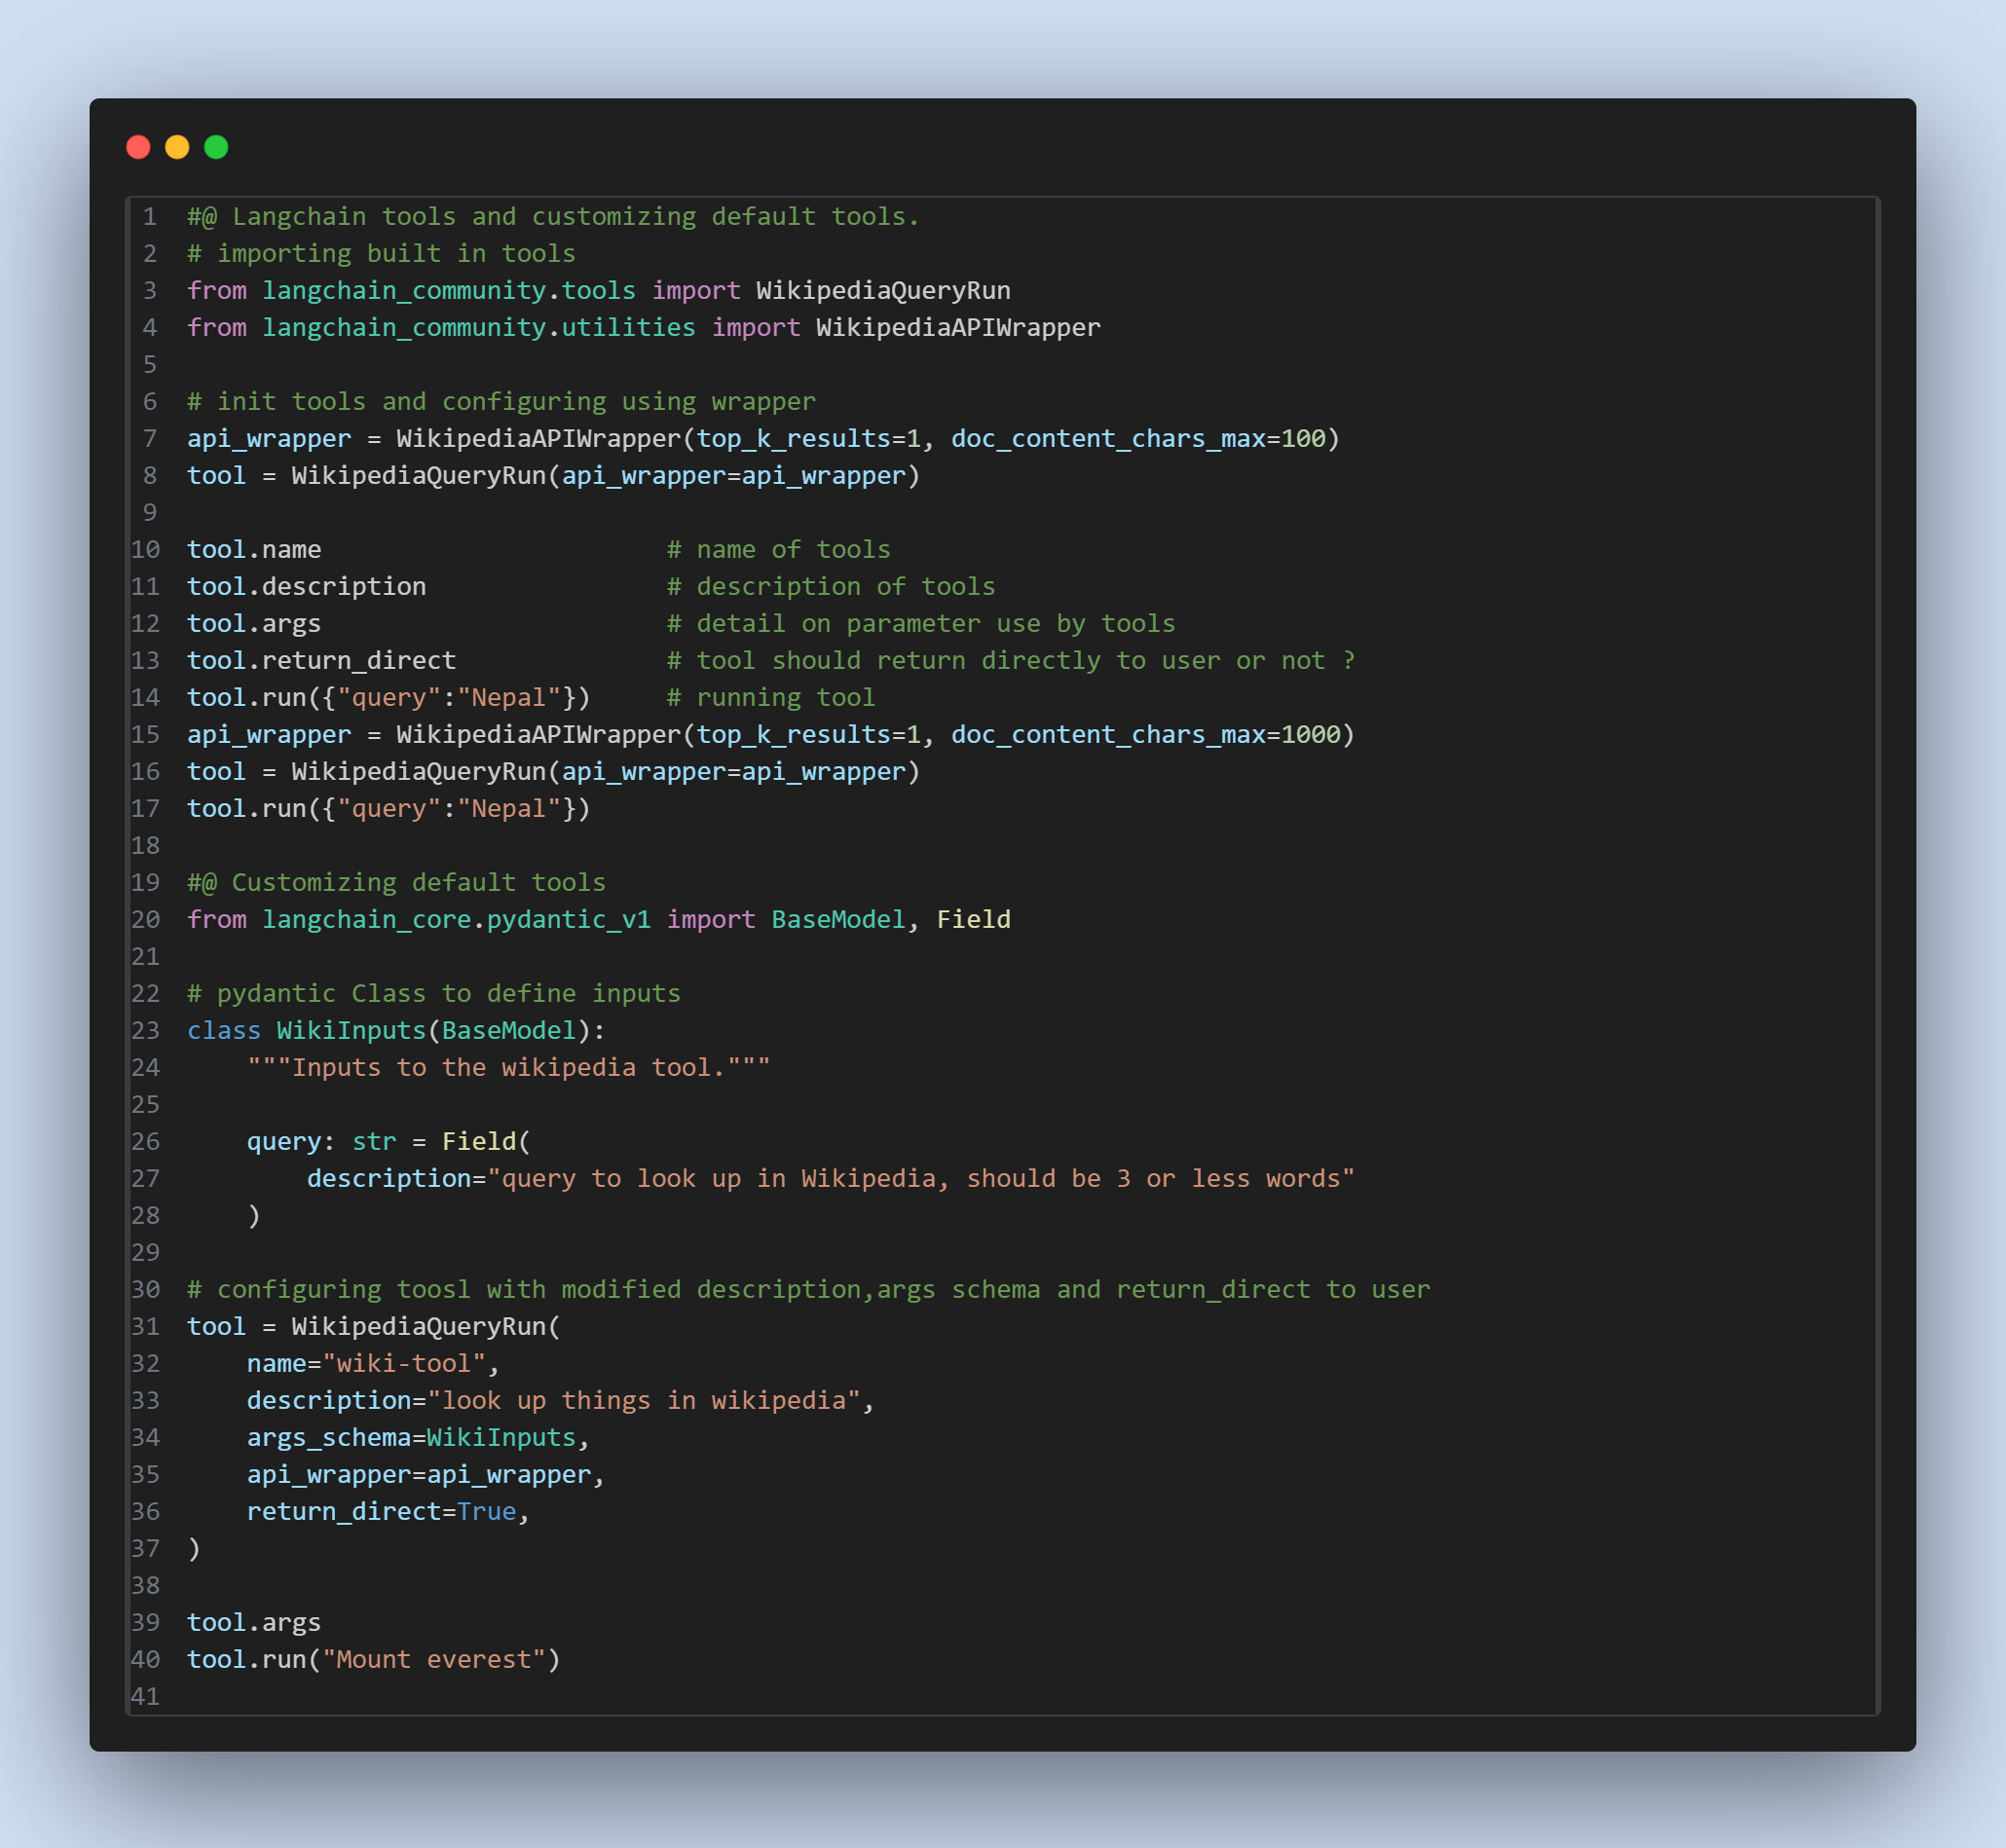 1 #@ Langchain tools and customizing default tools.
2 # importing built in tools
3 from langchain_community.tools import WikipediaQueryRun
4 from langchain_community.utilities import WikipediaAPIWrapper
5
6 # init tools and configuring using wrapper
7 api_wrapper = WikipediaAPIWrapper(top_k_results=1, doc_content_chars_max=100)
8 tool = WikipediaQueryRun(api_wrapper=api_wrapper)
9
10 tool.name                       # name of tools
11 tool.description                # description of tools
12 tool.args                       # detail on parameter use by tools
13 tool.return_direct              # tool should return directly to user or not ?
14 tool.run({"query":"Nepal"})     # running tool
15 api_wrapper = WikipediaAPIWrapper(top_k_results=1, doc_content_chars_max=1000)
16 tool = WikipediaQueryRun(api_wrapper=api_wrapper)
17 tool.run({"query":"Nepal"})
18
19 #@ Customizing default tools
20 from langchain_core.pydantic_v1 import BaseModel, Field
21
22 # pydantic Class to define inputs
23 class WikiInputs(BaseModel):
24     """Inputs to the wikipedia tool."""
25
26     query: str = Field(
27         description="query to look up in Wikipedia, should be 3 or less words"
28     )
29
30 # configuring toosl with modified description,args schema and return_direct to user
31 tool = WikipediaQueryRun(
32     name="wiki-tool",
33     description="look up things in wikipedia",
34     args_schema=WikiInputs,
35     api_wrapper=api_wrapper,
36     return_direct=True,
37 )
38
39 tool.args
40 tool.run("Mount everest")
41